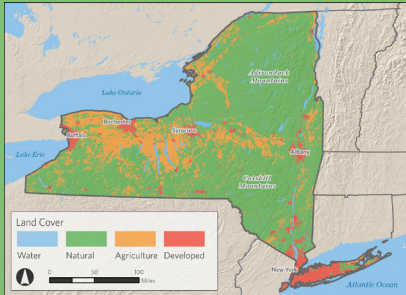 Adirondack
Mountains
Lake Ontario
Rochester
Buffalo
Syracuse
Lake Erie
Albany
Catskill
Mountains
Land Cover
Water
Natural
Agriculture
Developed
0
50
100
Miles
New York
Atlantic Ocean